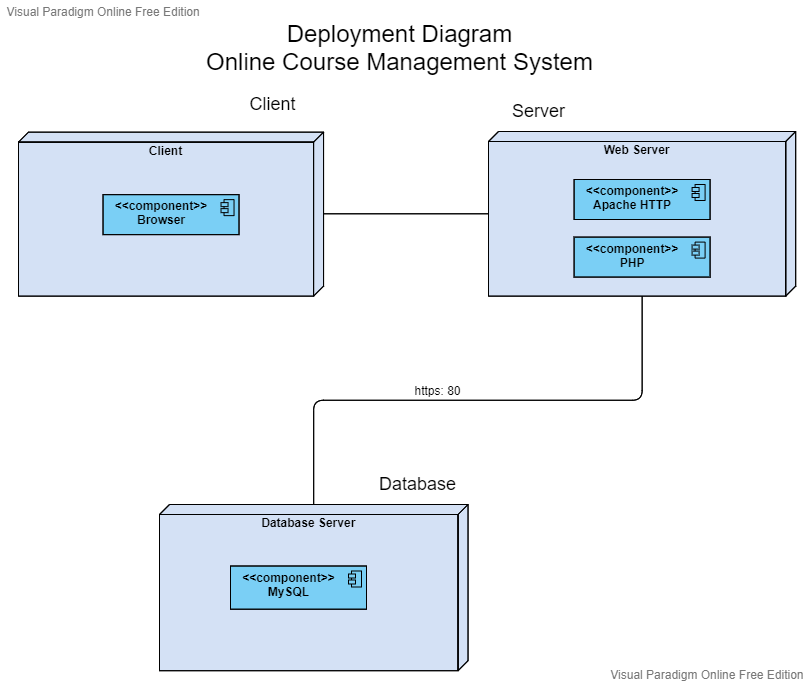 Visual Paradigm Online Free Edition
Deployment Diagram
Online Course Management System
Client
Server
Client
<<component>>
Browser
Web Server
<<component>>
Apache HTTP
<<component>>
PHP
https: 80
Database
Database Server
<<component>>
MySQL
Visual Paradigm Online Free Edition